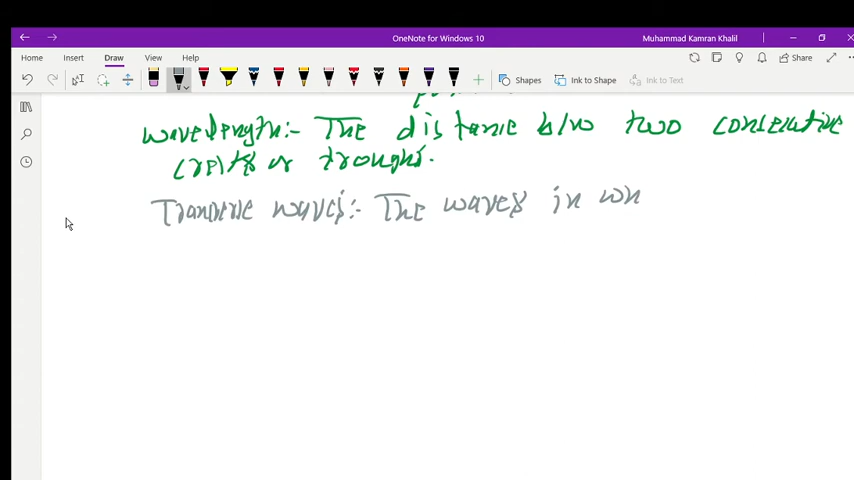 OneNote for Windows 10
Muhammad Kamran Khalil
Home Insert Draw View Help
Share
Shapes Ink to Shape Ink to Text
wavelength:- The distance b/w two consecutive
crests or troughs.
Tranverse waves:- The waves in wh